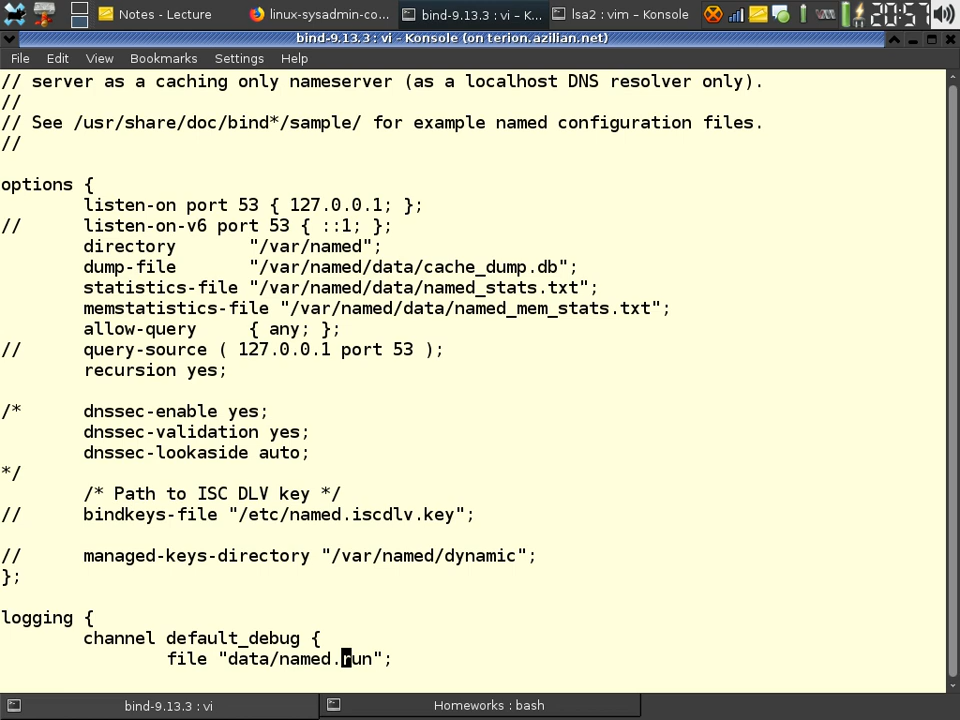 Notes - Lecture
linux-sysadmin-co...
bind-9.13.3 : vi – K...
lsa2 : vim – Konsole
20:57
bind-9.13.3 : vi – Konsole (on terion.azilian.net)
File Edit View Bookmarks Settings Help
// server as a caching only nameserver (as a localhost DNS resolver only).
//
// See /usr/share/doc/bind*/sample/ for example named configuration files.
//
options {
listen-on port 53 { 127.0.0.1; };
// listen-on-v6 port 53 { ::1; };
directory "/var/named";
dump-file "/var/named/data/cache_dump.db";
statistics-file "/var/named/data/named_stats.txt";
memstatistics-file "/var/named/data/named_mem_stats.txt";
allow-query { any; };
// query-source ( 127.0.0.1 port 53 );
recursion yes;
/* dnssec-enable yes;
dnssec-validation yes;
dnssec-lookaside auto;
*/
/* Path to ISC DLV key */
// bindkeys-file "/etc/named.iscdlv.key";
// managed-keys-directory "/var/named/dynamic";
};
logging {
channel default_debug {
file "data/named.run";
bind-9.13.3 : vi
Homeworks : bash